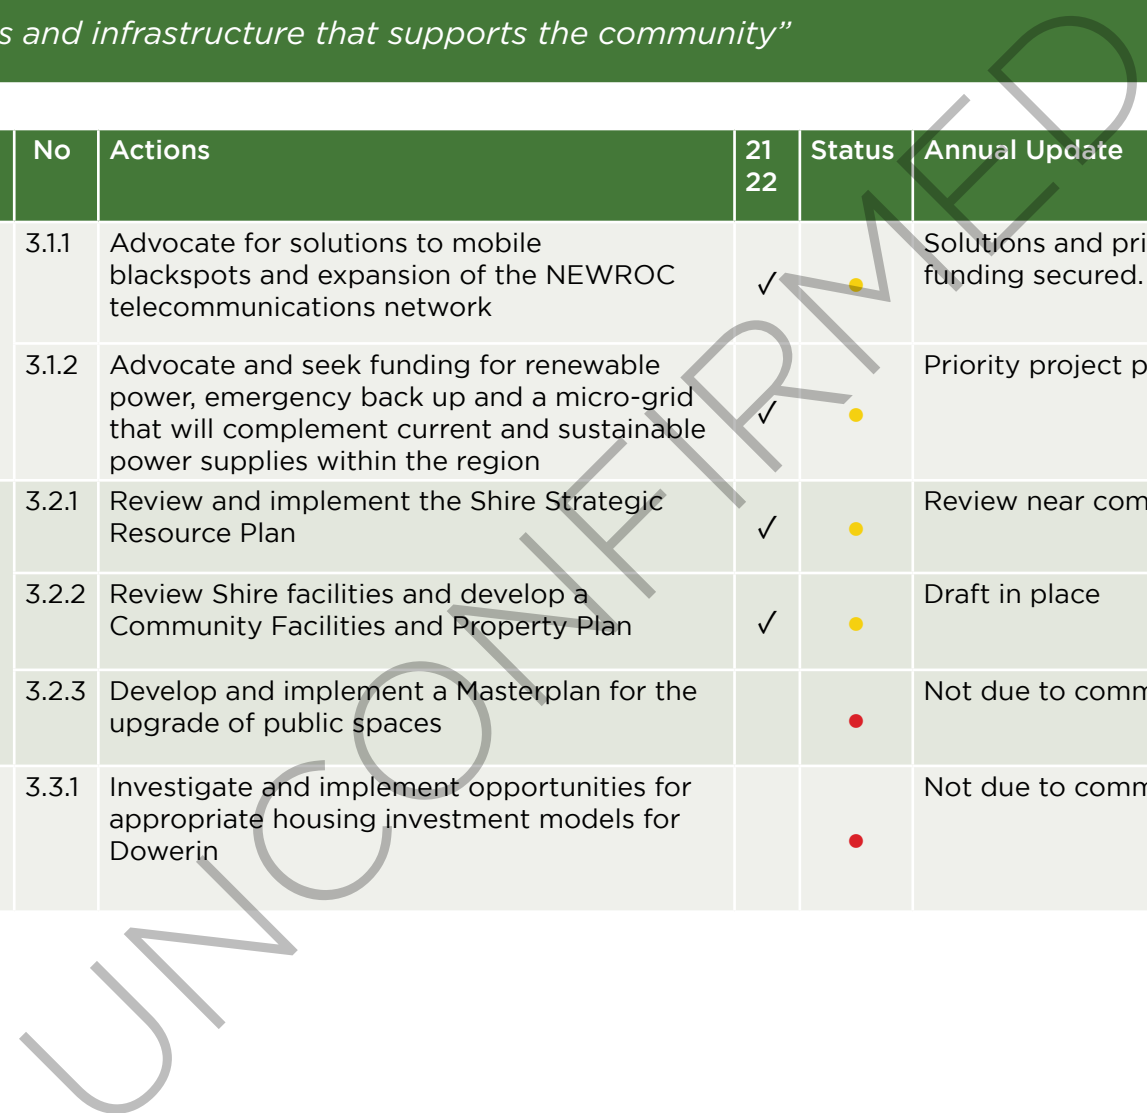 s and infrastructure that supports the community”
No Actions 21 Status Annual Update
22
3.1.1 Advocate for solutions to mobile
blackspots and expansion of the NEWROC
telecommunications network
✓
Solutions and pri
funding secured.
3.1.2 Advocate and seek funding for renewable
power, emergency back up and a micro-grid
that will complement current and sustainable
power supplies within the region
✓
Priority project p
3.2.1 Review and implement the Shire Strategic
Resource Plan
✓
Review near com
3.2.2 Review Shire facilities and develop a
Community Facilities and Property Plan
✓
Draft in place
3.2.3 Develop and implement a Masterplan for the
upgrade of public spaces
Not due to comm
3.3.1 Investigate and implement opportunities for
appropriate housing investment models for
Dowerin
Not due to comm
UNCONFIRMED